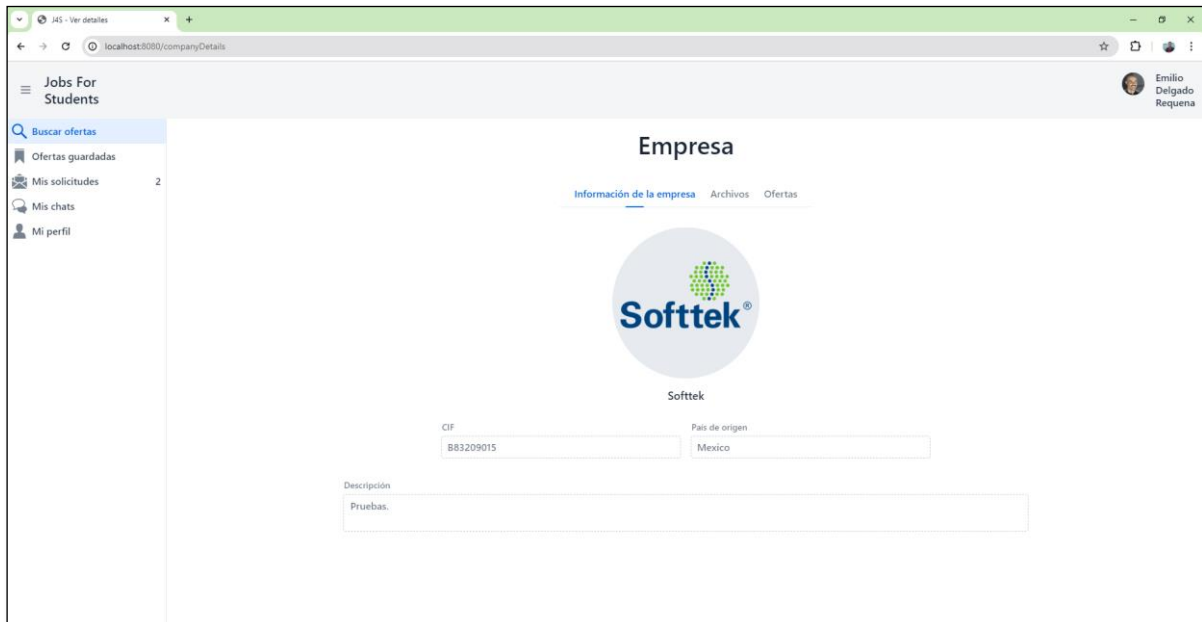 J4S - Ver detalles
localhost:8080/companyDetails
Jobs For
Students
Emilio
Delgado
Requena
Buscar ofertas
Ofertas guardadas
Mis solicitudes 2
Mis chats
Mi perfil
Empresa
Información de la empresa Archivos Ofertas
Softtek®
Softtek
CIF País de origen
B83209015 Mexico
Descripción
Pruebas.